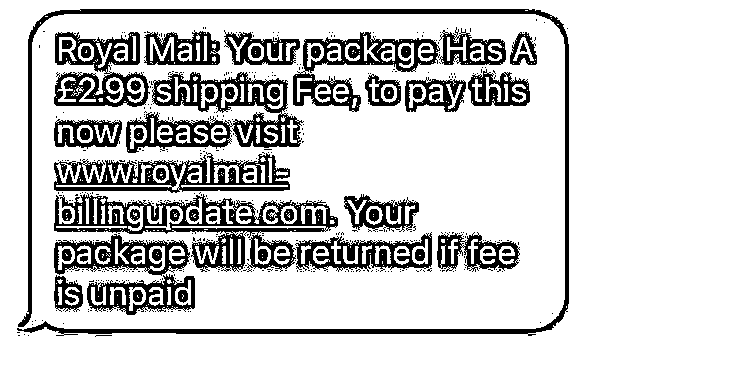 Royal Mail: Your package Has A
£2.99 shipping Fee, to pay this
now please visit
www.royalmail-
billingupdate.com. Your
package will be returned if fee
is unpaid